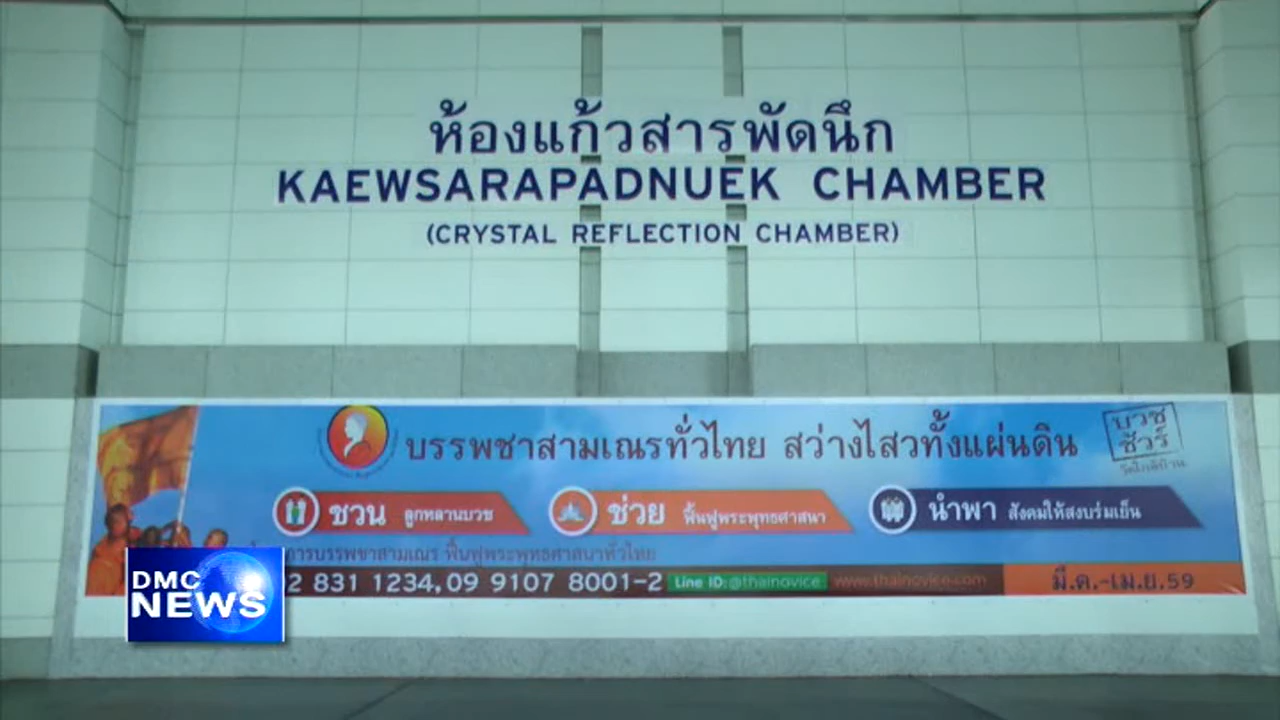 ห้องแก้วสารพัดนึก
KAEWSARAPADNUEK CHAMBER
(CRYSTAL REFLECTION CHAMBER)
บรรพชาสามเณรทั่วไทย สว่างไสวทั้งแผ่นดิน
บวช
ชัวร์
วัดใกล้บ้าน
ชวน ลูกหลานบวช
ช่วย ฟื้นฟูพระพุทธศาสนา
นำพา สังคมให้สงบร่มเย็น
การบรรพชาสามเณร ฟื้นฟูพระพุทธศาสนาทั่วไทย
2 831 1234,09 9107 8001-2 Line ID:@thainovice www.thainovice.com มี.ค.-เม.ย.59
DMC
NEWS